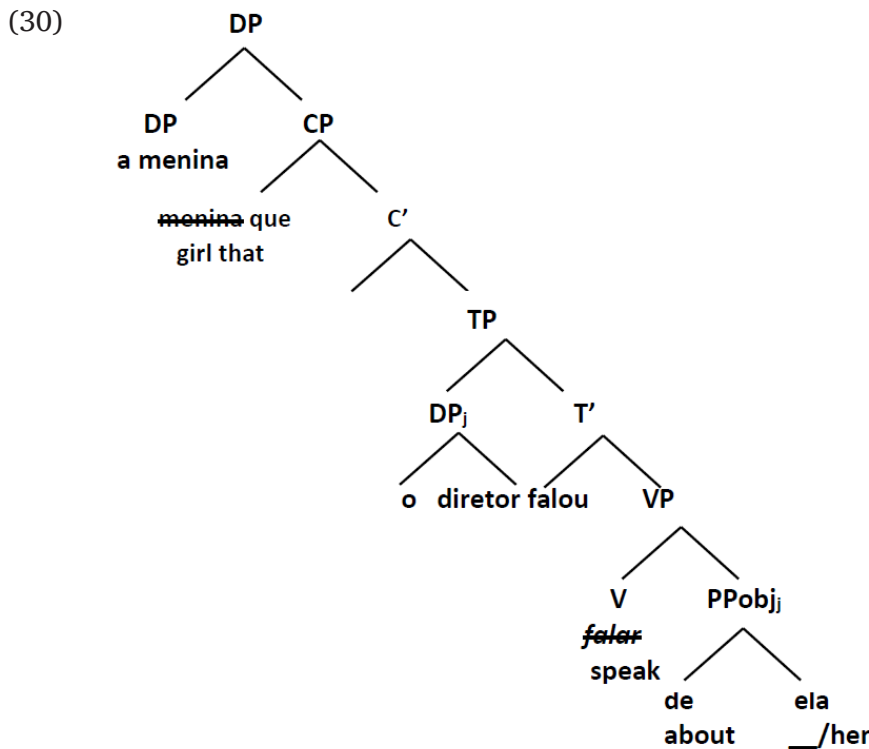 (30)
DP
DP CP
a menina
menina que C’
girl that
TP
DPⱼ T’
o diretor falou VP
V PPobjⱼ
falar
speak
de ela
about __/her